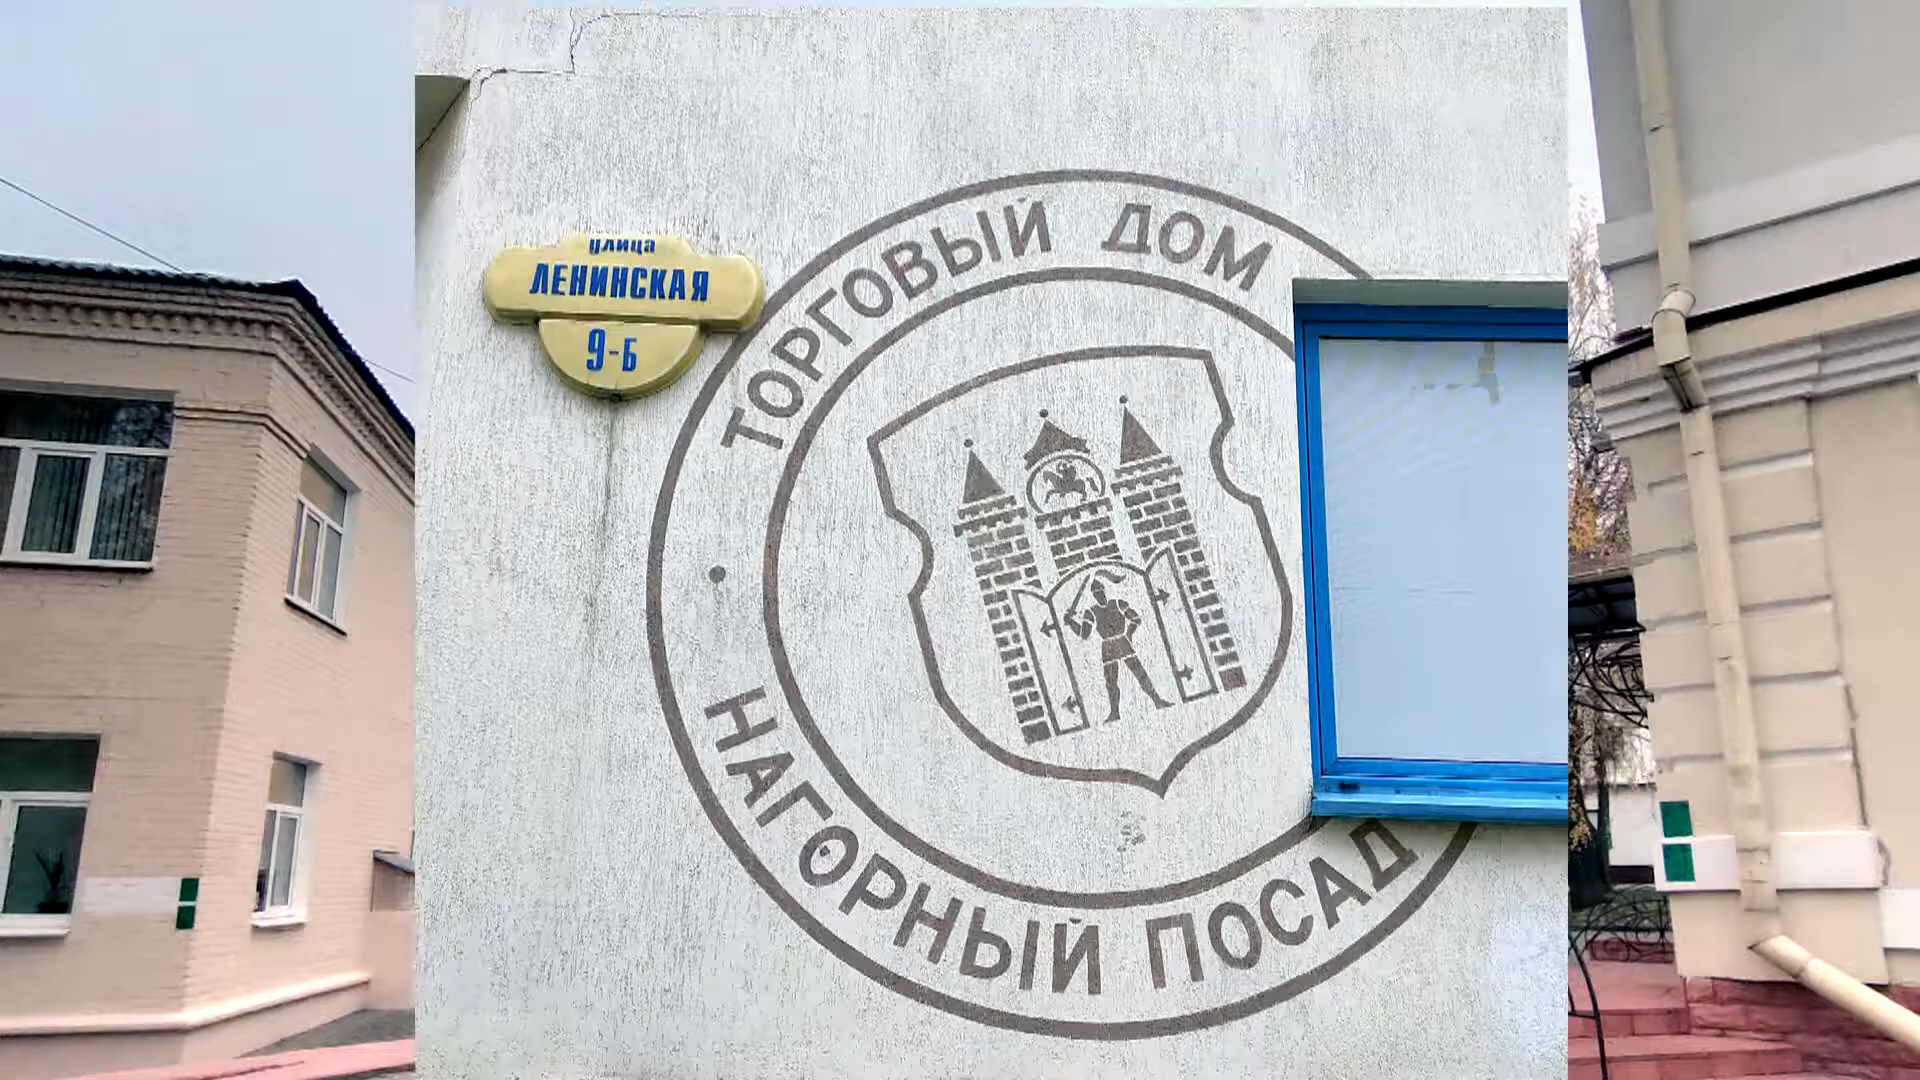 улица
ЛЕНИНСКАЯ
9-Б
ТОРГОВЫЙ ДОМ
НАГОРНЫЙ ПОСАД